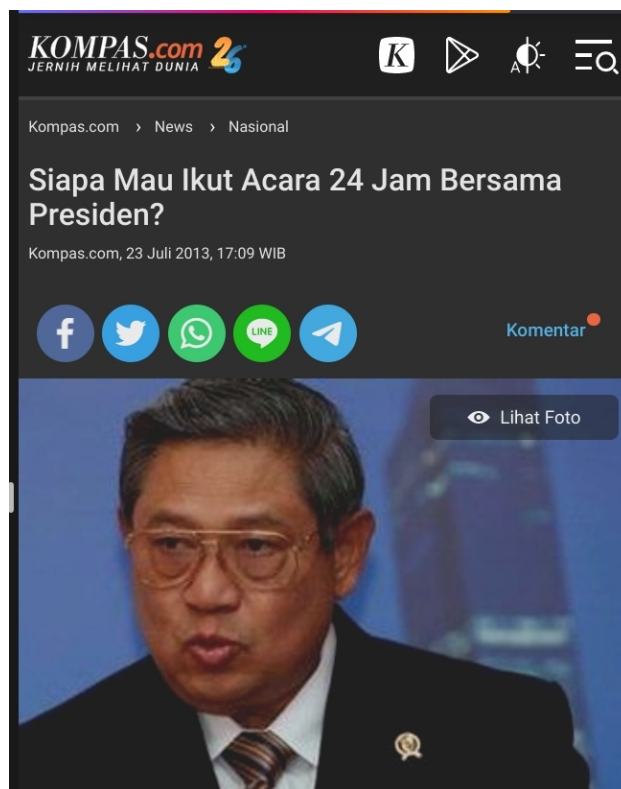 KOMPAS.com 26
JERNIH MELIHAT DUNIA
K
A
Kompas.com › News › Nasional
Siapa Mau Ikut Acara 24 Jam Bersama
Presiden?
Kompas.com, 23 Juli 2013, 17:09 WIB
f
LINE
Komentar
Lihat Foto